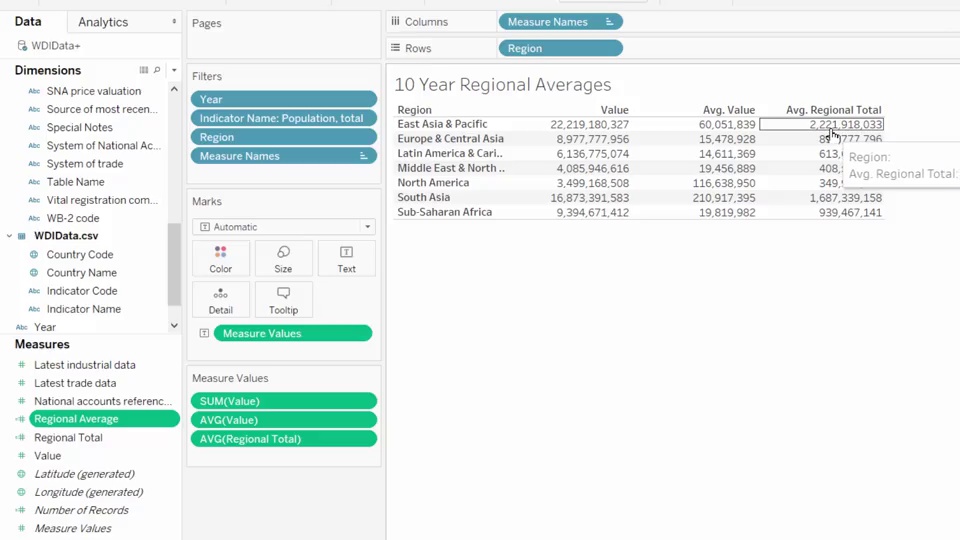 Data
Analytics
WDIData+
Dimensions
Abc SNA price valuation
Abc Source of most recen...
Abc Special Notes
Abc System of National Ac...
Abc System of trade
Abc Table Name
Abc Vital registration com...
Abc WB-2 code
WDIData.csv
Country Code
Country Name
Abc Indicator Code
Abc Indicator Name
Abc Year
Measures
# Latest industrial data
# Latest trade data
# National accounts referenc...
=# Regional Average
=# Regional Total
# Value
Latitude (generated)
Longitude (generated)
=# Number of Records
# Measure Values
Pages
Filters
Year
Indicator Name: Population, total
Region
Measure Names
Marks
Automatic
Color
Size
Text
Detail
Tooltip
Measure Values
Measure Values
SUM(Value)
AVG(Value)
AVG(Regional Total)
Columns
Measure Names
Rows
Region
10 Year Regional Averages
Region Value Avg. Value Avg. Regional Total
East Asia & Pacific 22,219,180,327 60,051,839 2,221,918,033
Europe & Central Asia 8,977,777,956 15,478,928
Latin America & Cari.. 6,136,775,074 14,611,369 613,
Middle East & North .. 4,085,946,616 19,456,889 408,
North America 3,499,168,508 116,638,950 349,
South Asia 16,873,391,583 210,917,395 1,687,339,158
Sub-Saharan Africa 9,394,671,412 19,819,982 939,467,141
Region:
Avg. Regional Total: